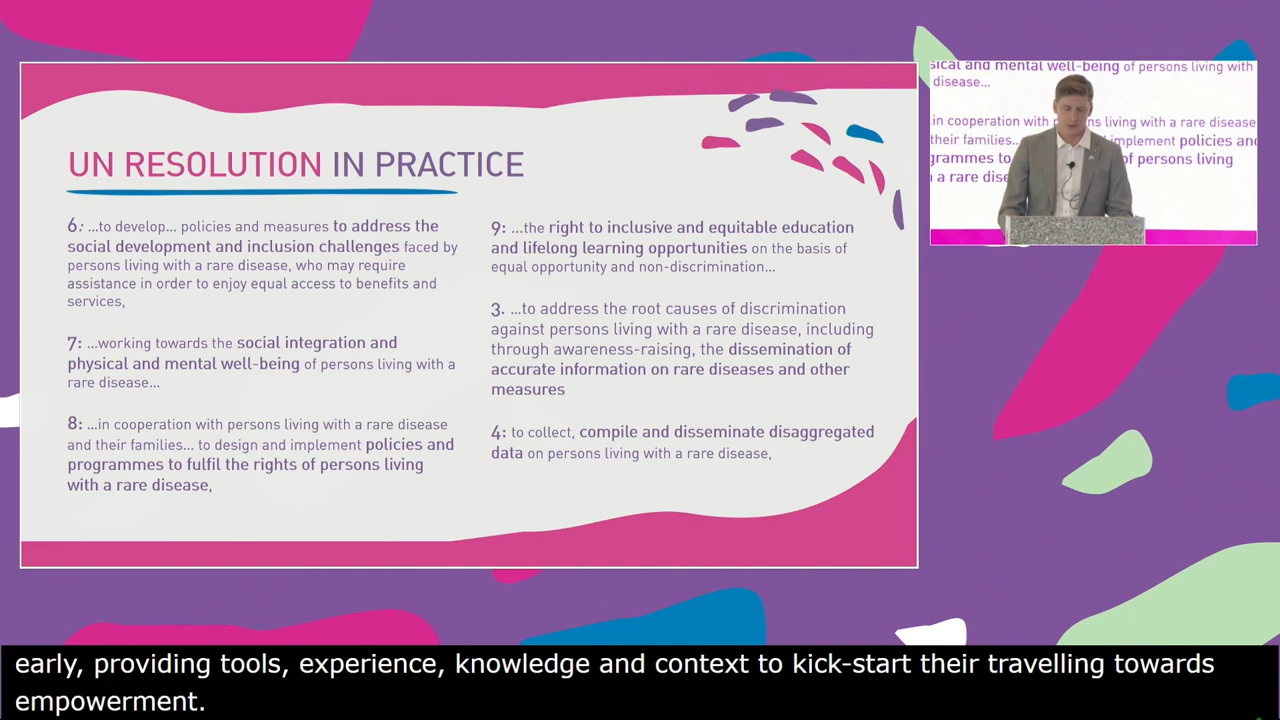 UN RESOLUTION IN PRACTICE
6: ...to develop... policies and measures to address the
social development and inclusion challenges faced by
persons living with a rare disease, who may require
assistance in order to enjoy equal access to benefits and
services,
7: ...working towards the social integration and
physical and mental well-being of persons living with a
rare disease...
8: ...in cooperation with persons living with a rare disease
and their families... to design and implement policies and
programmes to fulfil the rights of persons living
with a rare disease,
9: ...the right to inclusive and equitable education
and lifelong learning opportunities on the basis of
equal opportunity and non-discrimination...
3. ...to address the root causes of discrimination
against persons living with a rare disease, including
through awareness-raising, the dissemination of
accurate information on rare diseases and other
measures
4: to collect, compile and disseminate disaggregated
data on persons living with a rare disease,
and mental well-being of persons living with
disease...
in cooperation with living with a rare disease
their families... implement policies and
to of persons living
a rare
early, providing tools, experience, knowledge and context to kick-start their travelling towards
empowerment.